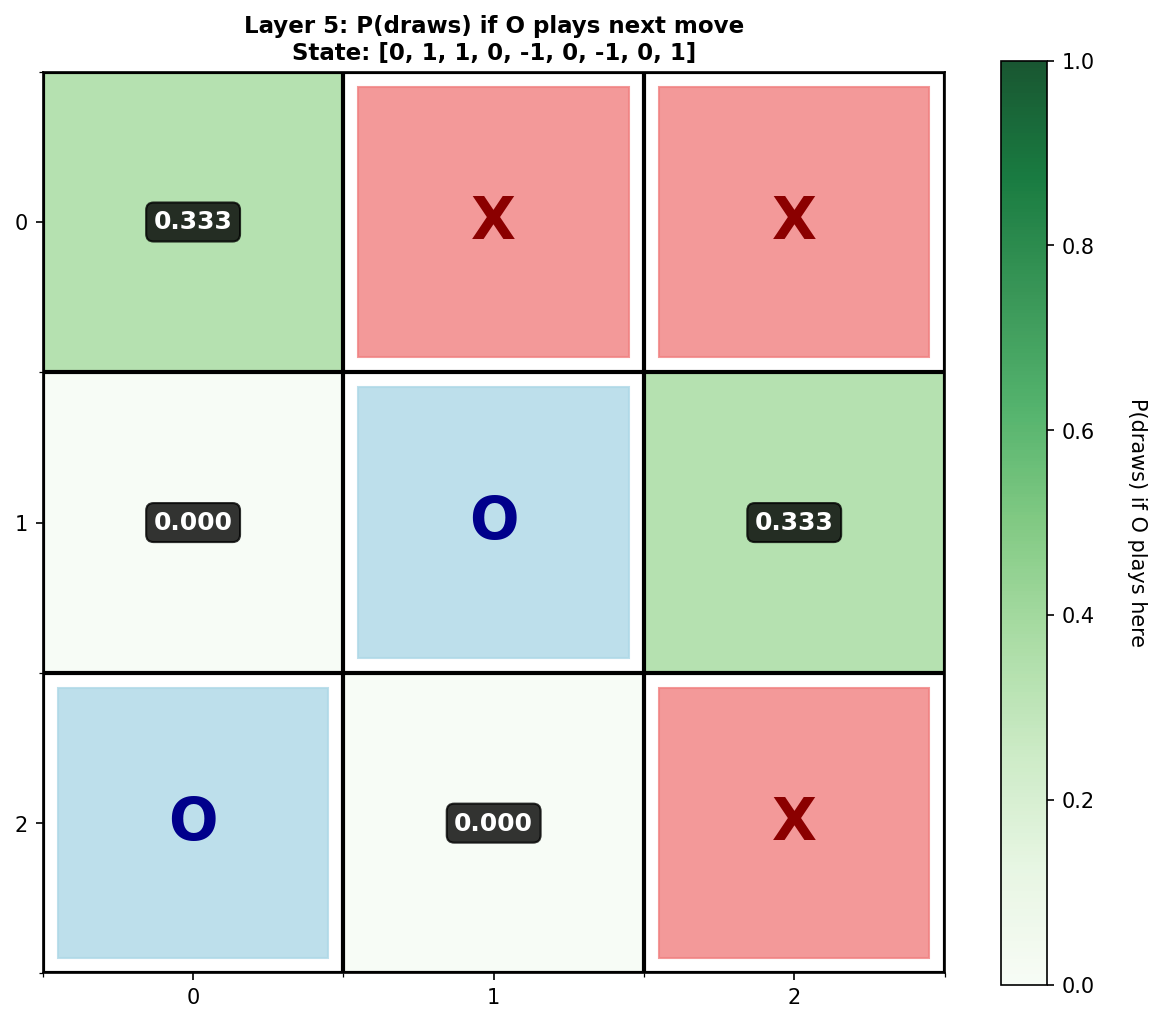 Layer 5: P(draws) if O plays next move
State: [0, 1, 1, 0, -1, 0, -1, 0, 1]
0
0.333
X
X
1
0.000
O
0.333
2
O
0.000
X
0
1
2
1.0
0.8
0.6
0.4
0.2
0.0
P(draws) if O plays here